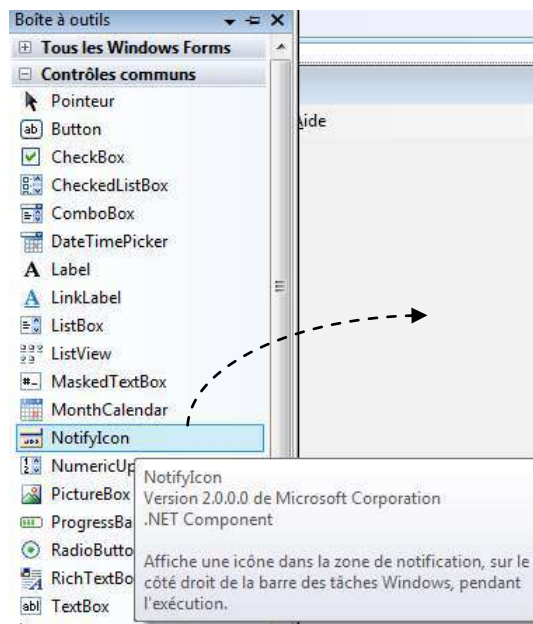 Boîte à outils
Tous les Windows Forms
Contrôles communs
Pointeur
Button
CheckBox
CheckedListBox
ComboBox
DateTimePicker
Label
LinkLabel
ListBox
ListView
MaskedTextBox
MonthCalendar
NotifyIcon
NumericUp
PictureBox
ProgressBa
RadioButto
RichTextBo
TextBox
Aide
NotifyIcon
Version 2.0.0.0 de Microsoft Corporation
.NET Component
Affiche une icône dans la zone de notification, sur le
côté droit de la barre des tâches Windows, pendant
l'exécution.